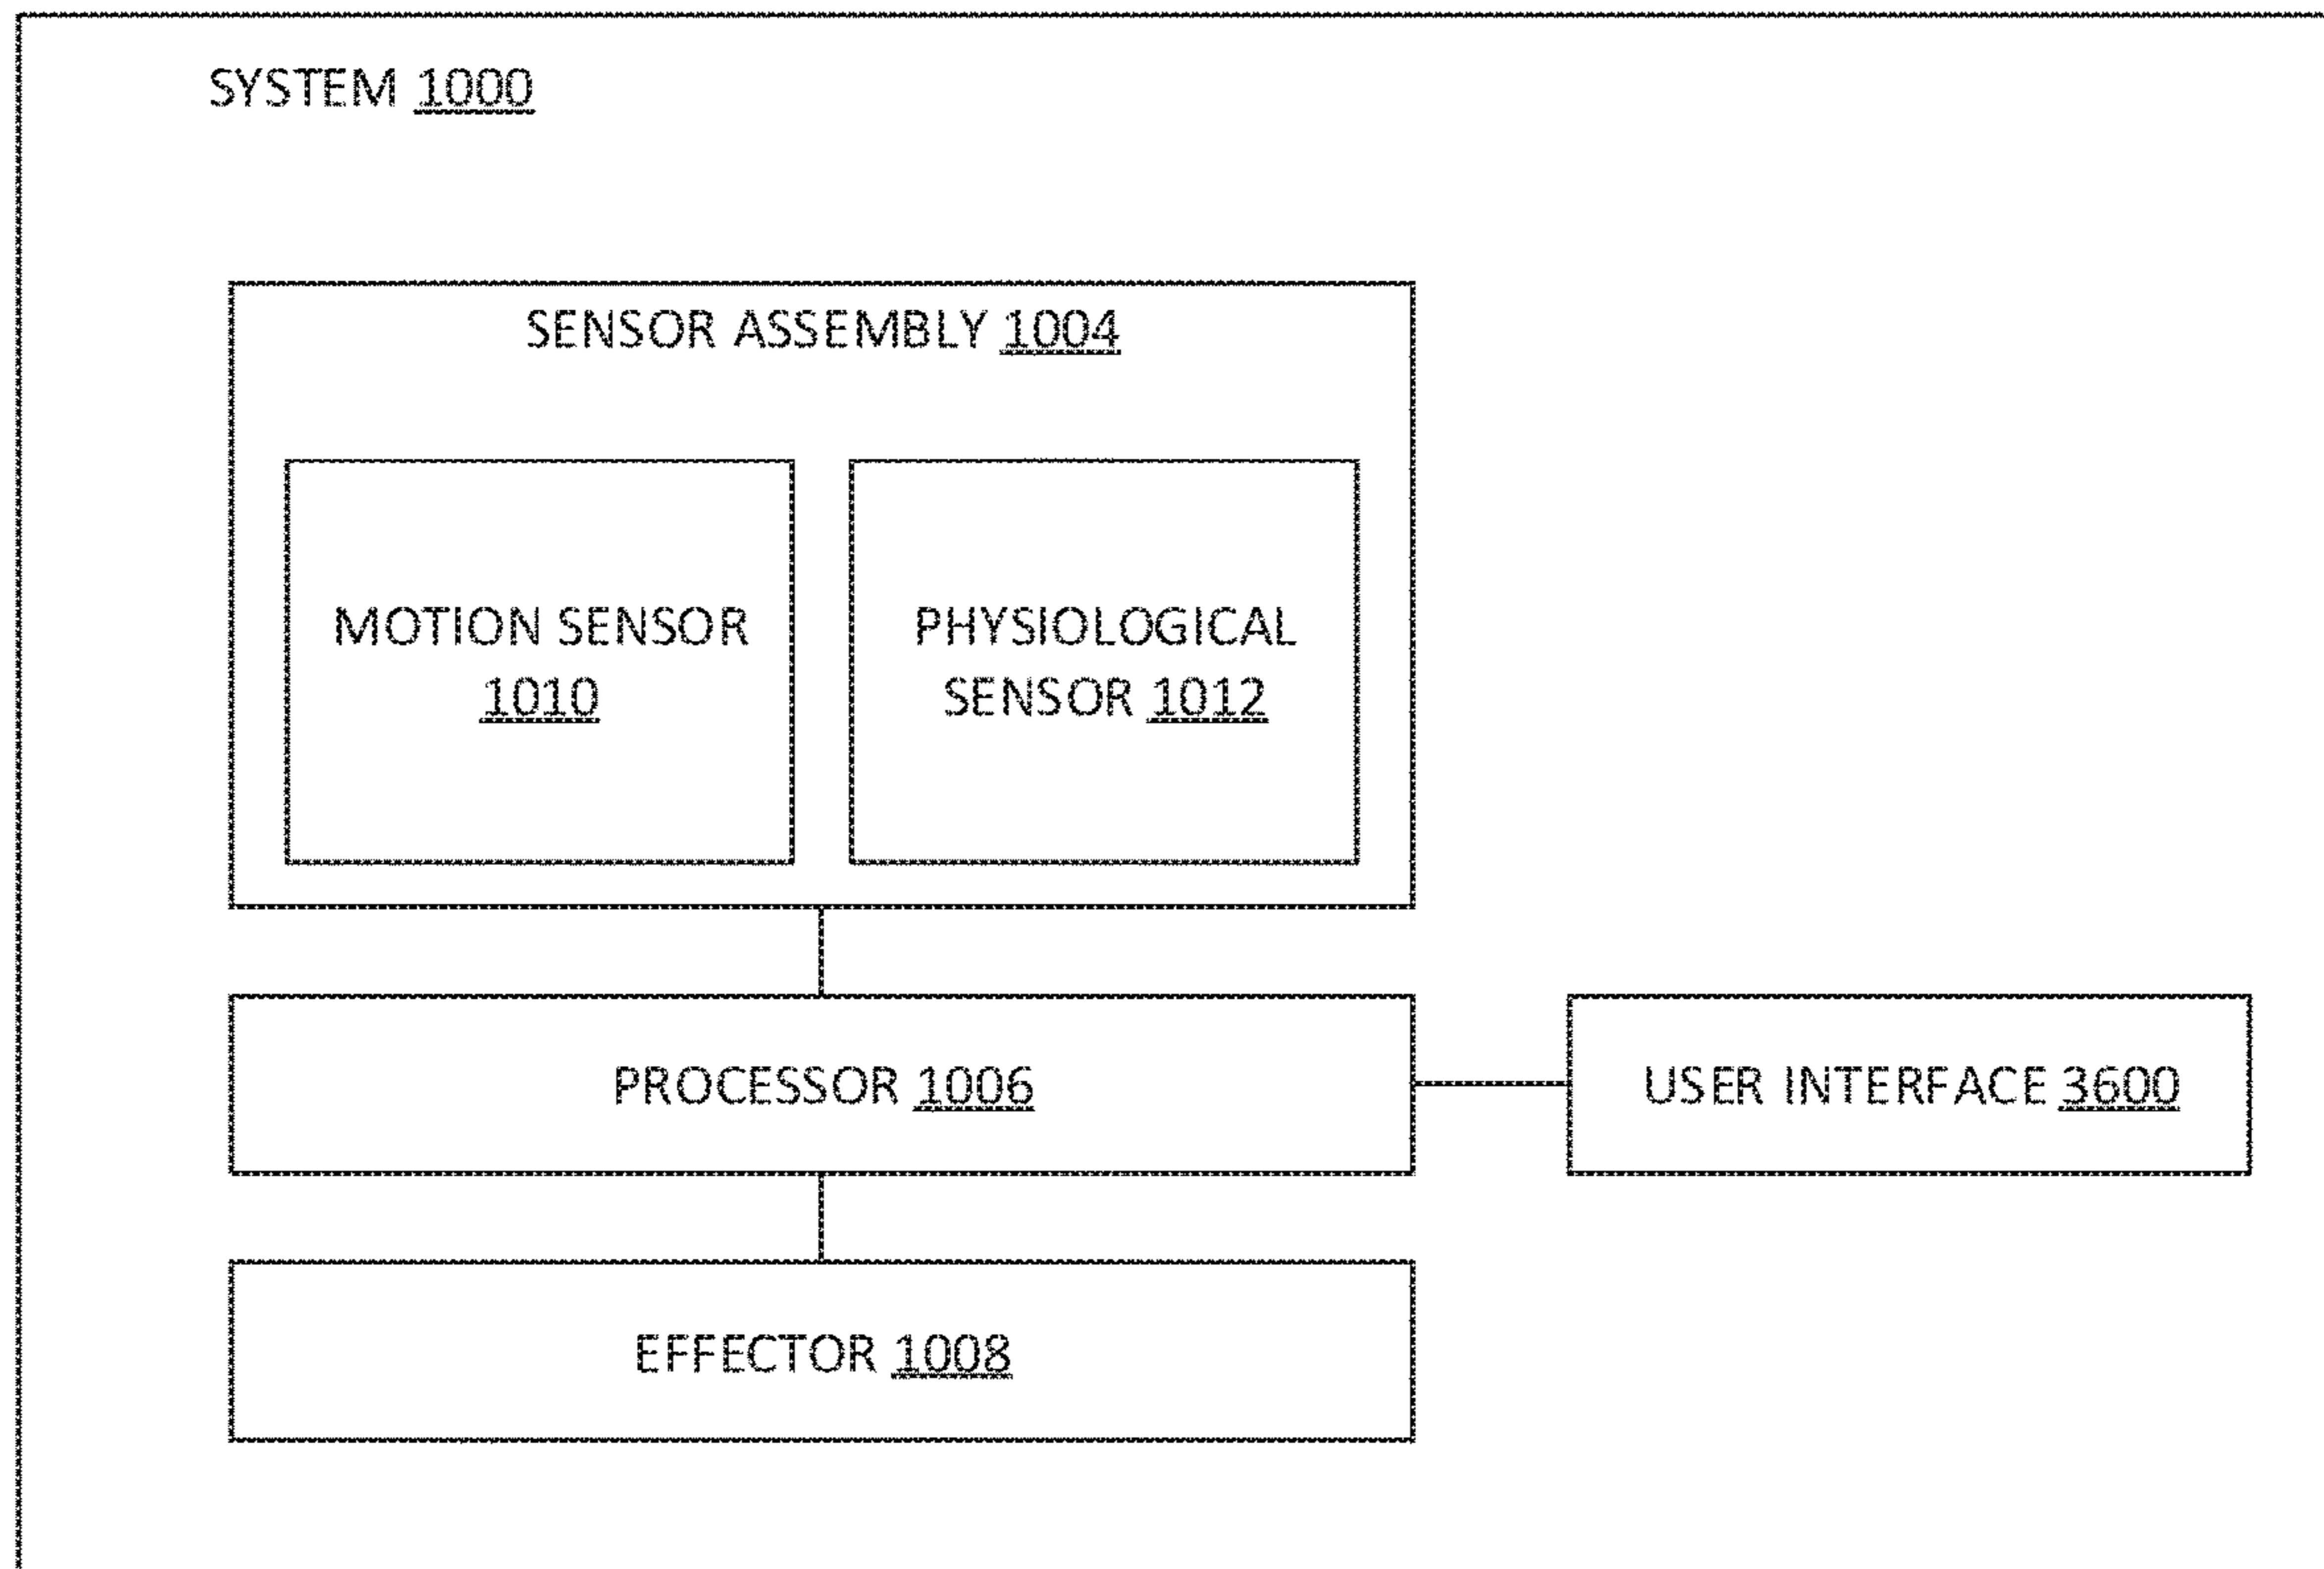 SYSTEM 1000
SENSOR ASSEMBLY 1004
MOTION SENSOR
1010
PHYSIOLOGICAL
SENSOR 1012
PROCESSOR 1006
USER INTERFACE 3600
EFFECTOR 1008